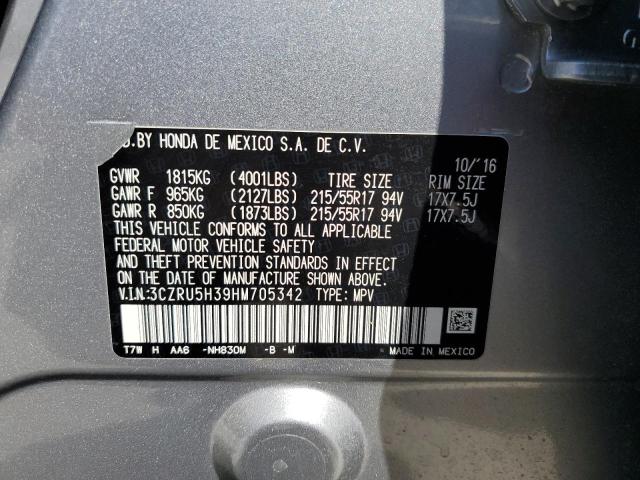 D.BY HONDA DE MEXICO S.A. DE C.V.
10/'16
GVWR 1815KG (4001LBS) TIRE SIZE RIM SIZE
GAWR F 965KG (2127LBS) 215/55R17 94V 17X7.5J
GAWR R 850KG (1873LBS) 215/55R17 94V 17X7.5J
THIS VEHICLE CONFORMS TO ALL APPLICABLE
FEDERAL MOTOR VEHICLE SAFETY
AND THEFT PREVENTION STANDARDS IN EFFECT
ON THE DATE OF MANUFACTURE SHOWN ABOVE.
V.I.N.:3CZRU5H39HM705342 TYPE: MPV
T7W H AA6 -NH830M -B -M
MADE IN MEXICO